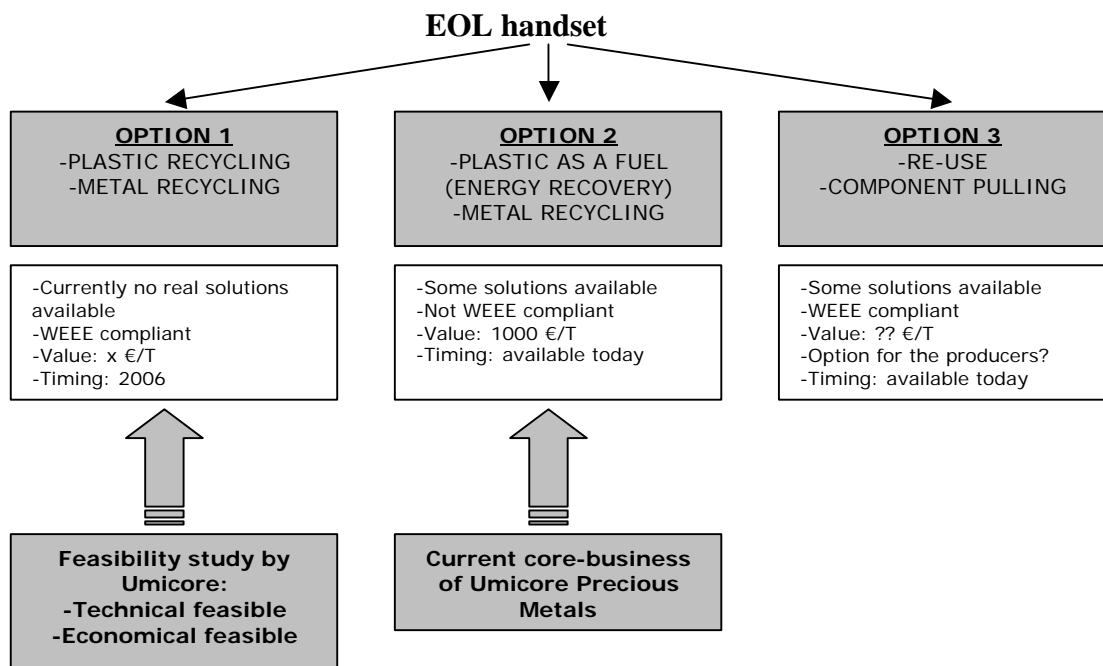 EOL handset
OPTION 1
-PLASTIC RECYCLING
-METAL RECYCLING
-Currently no real solutions
available
-WEEE compliant
-Value: x €/T
-Timing: 2006
Feasibility study by
Umicore:
-Technical feasible
-Economical feasible
OPTION 2
-PLASTIC AS A FUEL
(ENERGY RECOVERY)
-METAL RECYCLING
-Some solutions available
-Not WEEE compliant
-Value: 1000 €/T
-Timing: available today
Current core-business
of Umicore Precious
Metals
OPTION 3
-RE-USE
-COMPONENT PULLING
-Some solutions available
-WEEE compliant
-Value: ?? €/T
-Option for the producers?
-Timing: available today